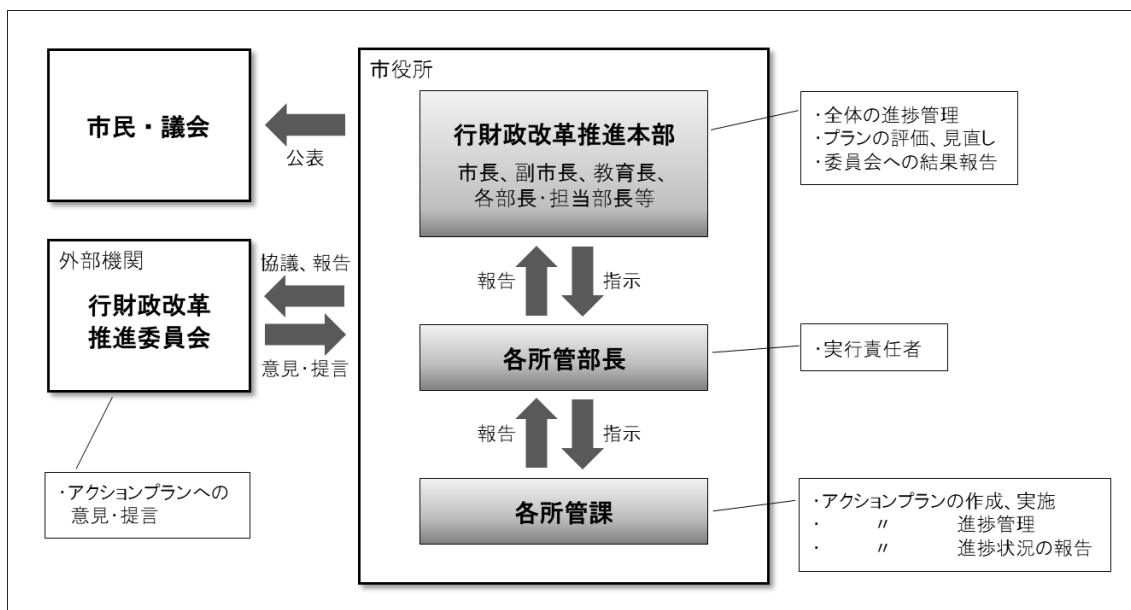 市民・議会
公表
外部機関
行財政改革
推進委員会
協議、報告
意見・提言
・アクションプランへの
意見・提言
市役所
行財政改革推進本部
市長、副市長、教育長、
各部長・担当部長等
報告
指示
各所管部長
報告
指示
各所管課
・全体の進捗管理
・プランの評価、見直し
・委員会への結果報告
・実行責任者
・アクションプランの作成、実施
・ 〃 進捗管理
・ 〃 進捗状況の報告